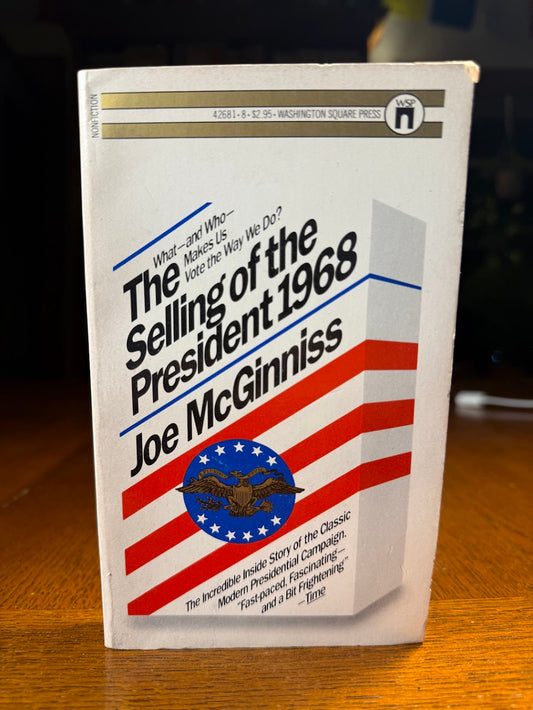 NONFICTION
42681-8-$2.95-WASHINGTON SQUARE PRESS
WSP
What—and Who—
Makes Us
Vote the Way We Do?
The
Selling of the
President 1968
Joe McGinniss
The Incredible Inside Story of the Classic
Modern Presidential Campaign.
"Fast-paced, Fascinating—
and a Bit Frightening"
—Time